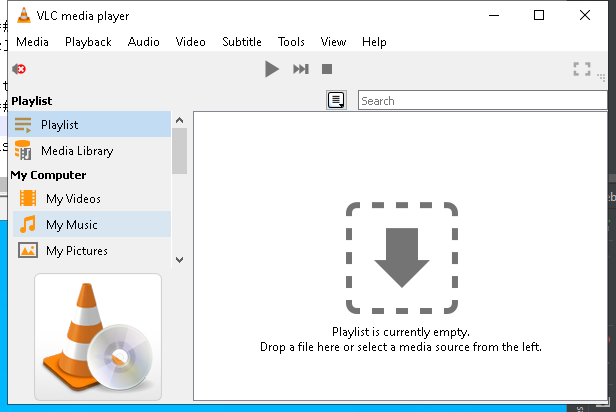 VLC media player
Media Playback Audio Video Subtitle Tools View Help
Playlist
Search
Playlist
Media Library
My Computer
My Videos
My Music
My Pictures
Playlist is currently empty.
Drop a file here or select a media source from the left.